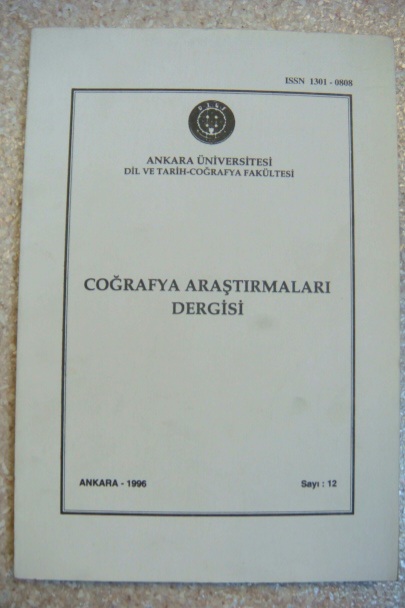 ISSN 1301 - 0808
ANKARA ÜNİVERSİTESİ
DİL VE TARİH-COĞRAFYA FAKÜLTESİ
COĞRAFYA ARAŞTIRMALARI
DERGİSİ
ANKARA - 1996 Sayı : 12